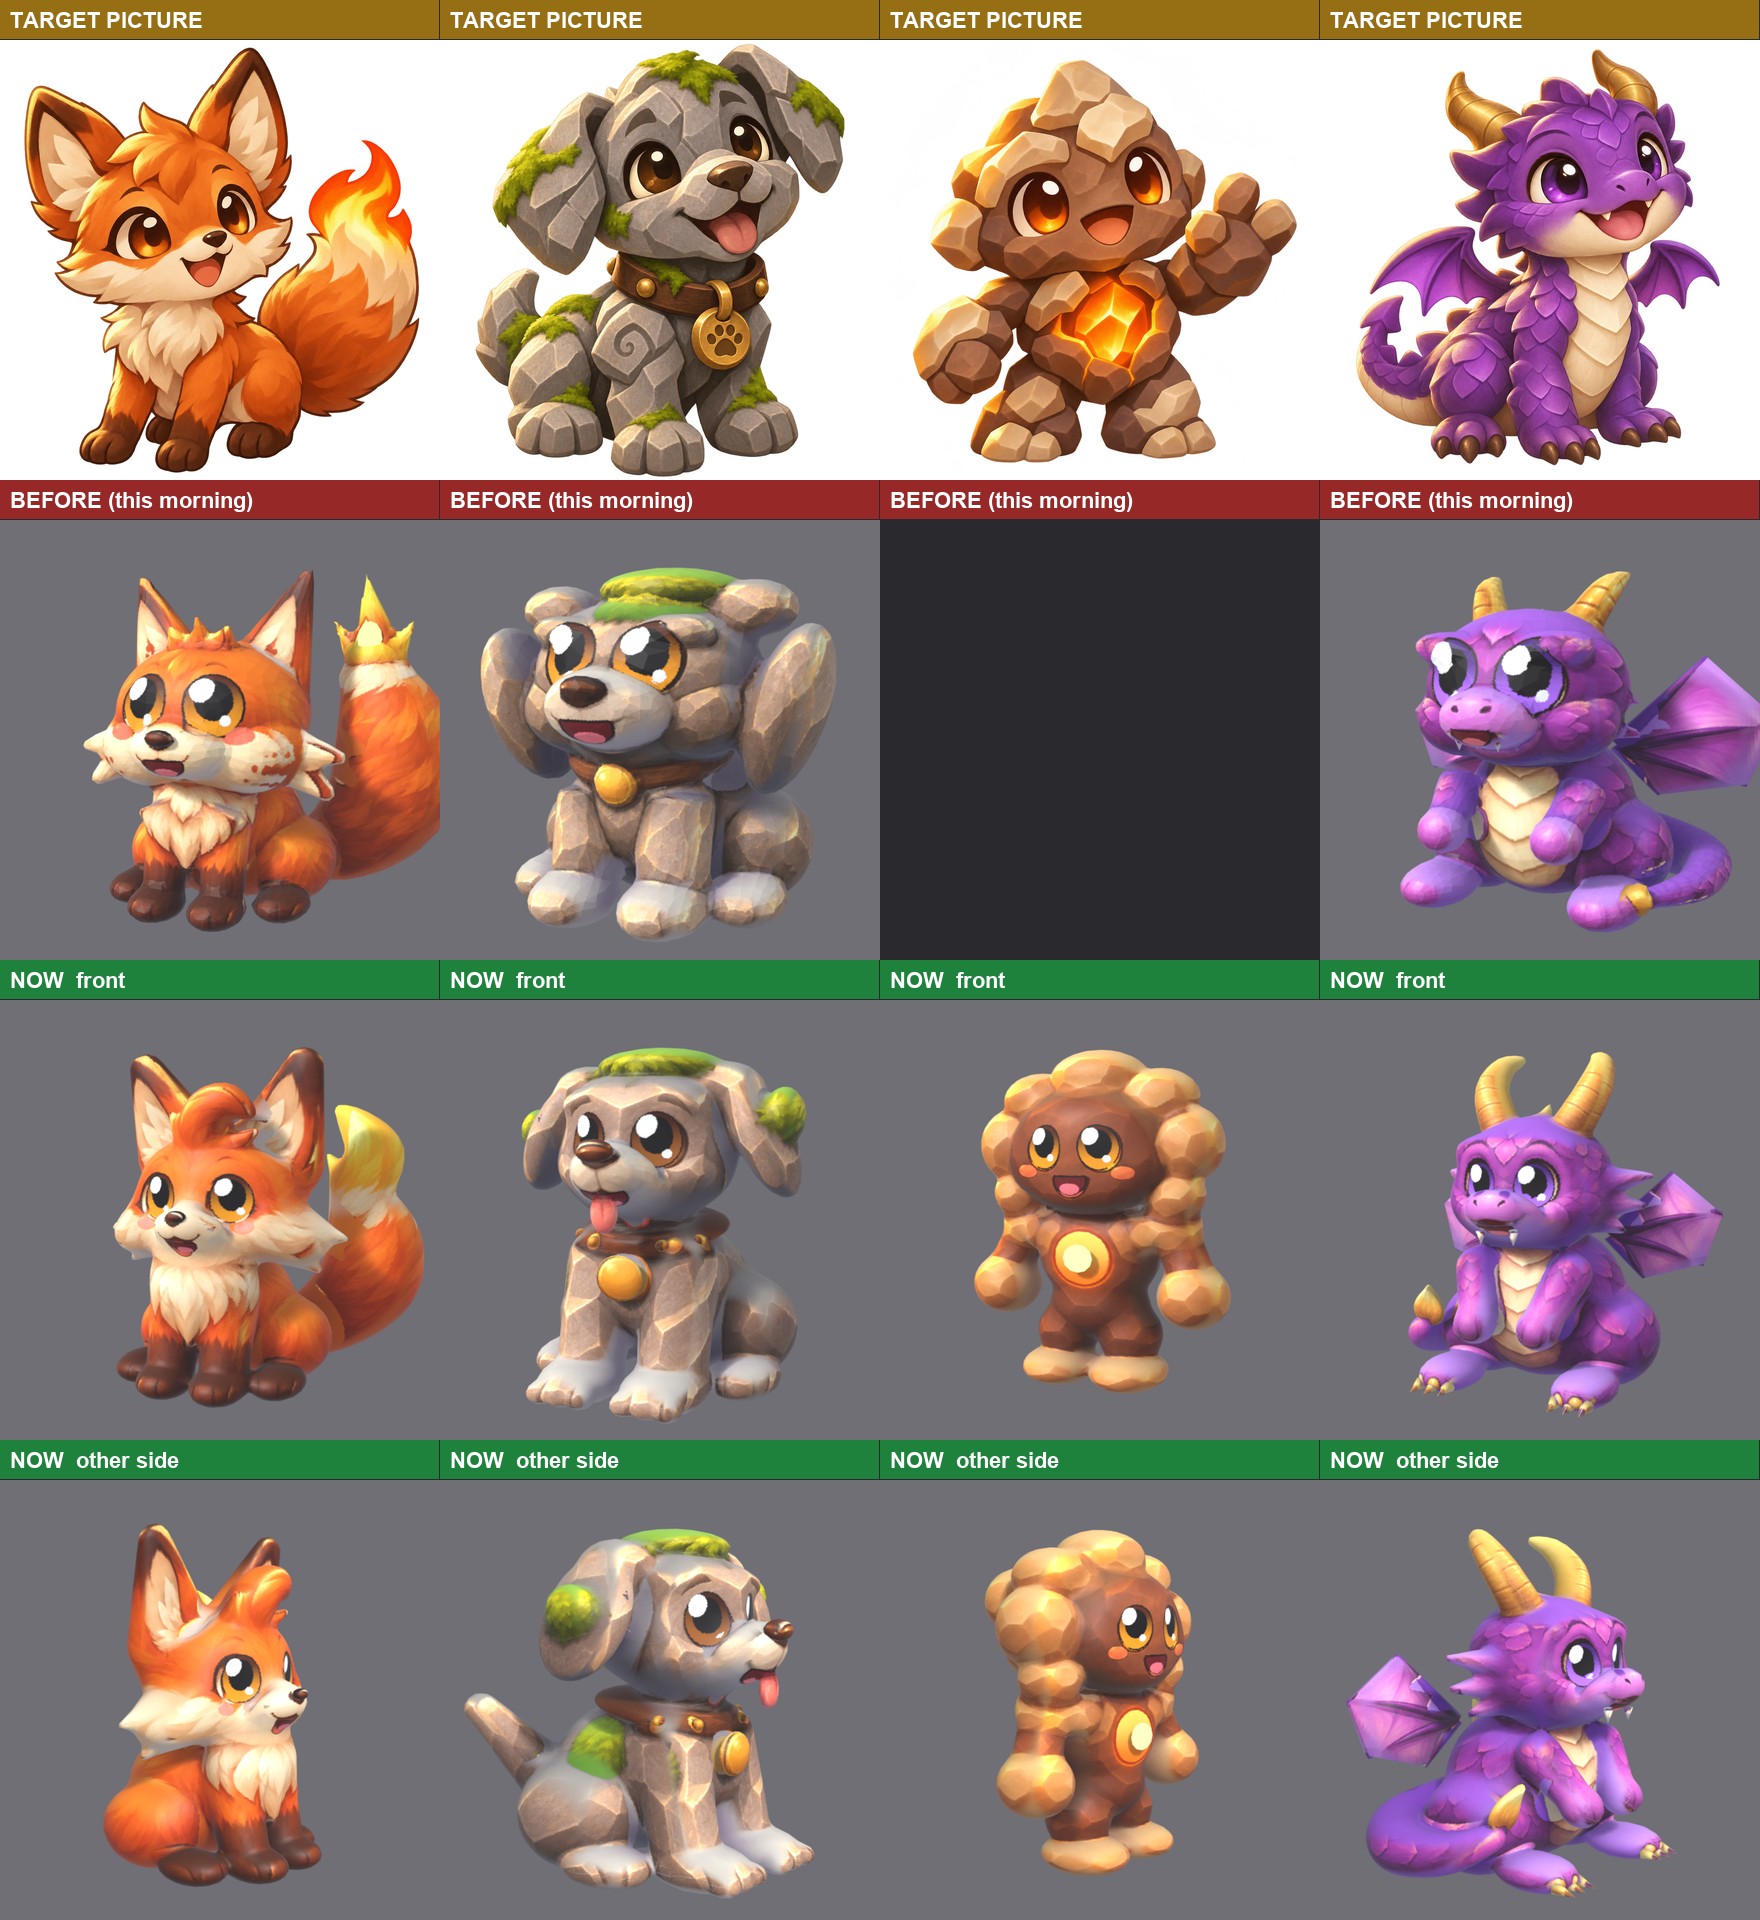 TARGET PICTURE TARGET PICTURE TARGET PICTURE TARGET PICTURE
BEFORE (this morning) BEFORE (this morning) BEFORE (this morning) BEFORE (this morning)
NOW front NOW front NOW front NOW front
NOW other side NOW other side NOW other side NOW other side